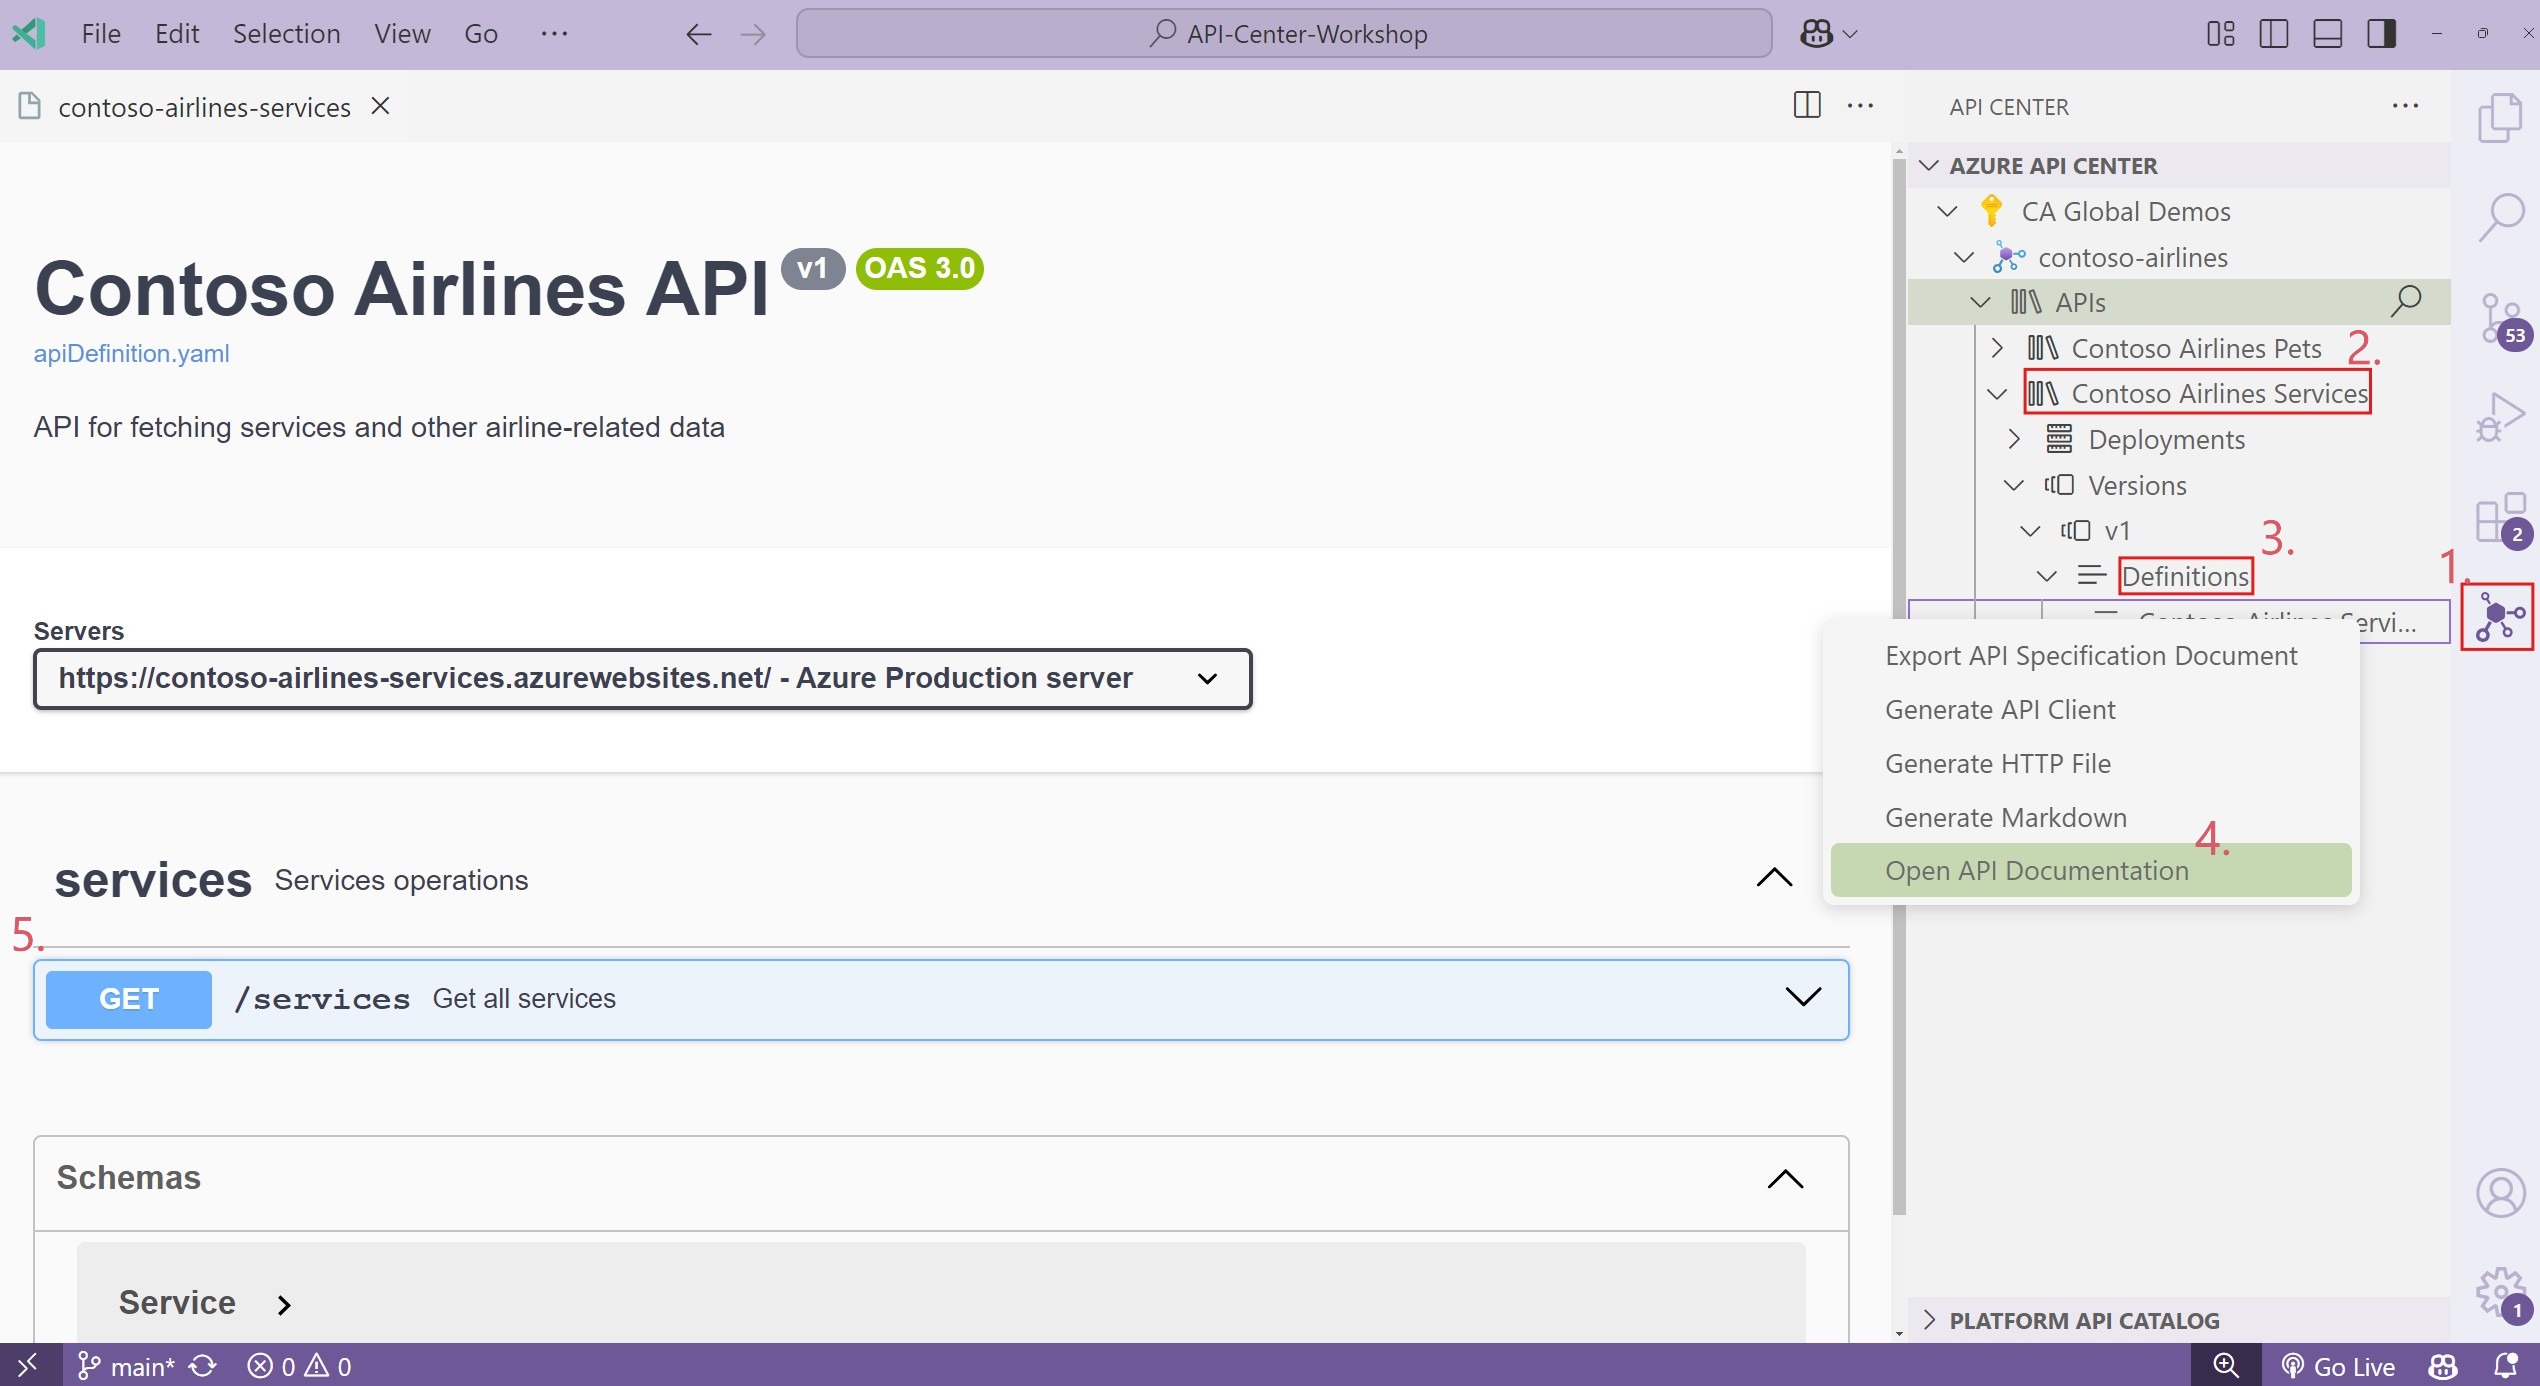 File Edit Selection View Go ··· API-Center-Workshop
contoso-airlines-services
Contoso Airlines API v1 OAS 3.0
apiDefinition.yaml
API for fetching services and other airline-related data
Servers
https://contoso-airlines-services.azurewebsites.net/ - Azure Production server
services Services operations
5.
GET /services Get all services
Schemas
Service
API CENTER
AZURE API CENTER
CA Global Demos
contoso-airlines
APIs
Contoso Airlines Pets
2.
Contoso Airlines Services
Deployments
Versions
v1
3.
Definitions
1.
Contoso Airlines Servi...
Export API Specification Document
Generate API Client
Generate HTTP File
Generate Markdown
4.
Open API Documentation
PLATFORM API CATALOG
53
2
1
main* 0 0 Go Live